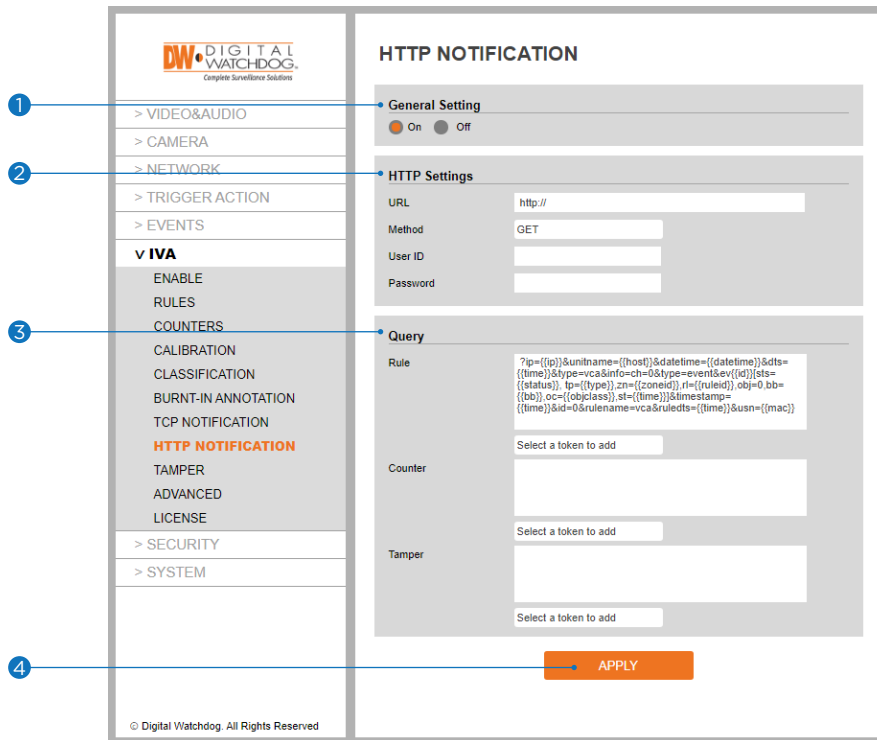 DW DIGITAL
WATCHDOG
Complete Surveillance Solutions
> VIDEO&AUDIO
> CAMERA
> NETWORK
> TRIGGER ACTION
> EVENTS
v IVA
ENABLE
RULES
COUNTERS
CALIBRATION
CLASSIFICATION
BURNT-IN ANNOTATION
TCP NOTIFICATION
HTTP NOTIFICATION
TAMPER
ADVANCED
LICENSE
> SECURITY
> SYSTEM
© Digital Watchdog. All Rights Reserved
HTTP NOTIFICATION
1
General Setting
On Off
2
HTTP Settings
URL http://
Method GET
User ID
Password
3
Query
Rule
?ip={{ip}}&unitname={{host}}&datetime={{datetime}}&dts=
{{time}}&type=vca&info=ch=0&type=event&ev{{id}}[sts=
{{status}}, tp={{type}},zn={{zoneid}},rl={{ruleid}},obj=0,bb=
{{bb}},oc={{objclass}},st={{time}}]&timestamp=
{{time}}&id=0&rulename=vca&ruledts={{time}}&usn={{mac}}
Select a token to add
Counter
Select a token to add
Tamper
Select a token to add
4
APPLY